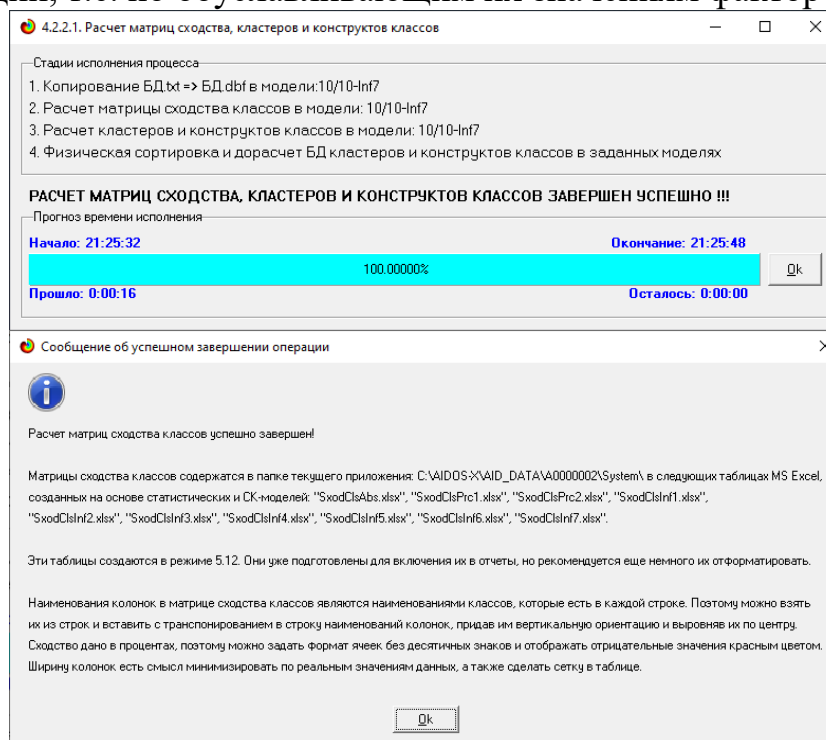 4.2.2.1. Расчет матриц сходства, кластеров и конструктов классов
Стадии исполнения процесса
1. Копирование БД.txt => БД.dbf в модели:10/10-Inf7
2. Расчет матрицы сходства классов в модели: 10/10-Inf7
3. Расчет кластеров и конструктов классов в модели: 10/10-Inf7
4. Физическая сортировка и дорасчет БД кластеров и конструктов классов в заданных моделях
РАСЧЕТ МАТРИЦ СХОДСТВА, КЛАСТЕРОВ И КОНСТРУКТОВ КЛАССОВ ЗАВЕРШЕН УСПЕШНО !!!
Прогноз времени исполнения
Начало: 21:25:32 Окончание: 21:25:48
100.00000% Ok
Прошло: 0:00:16 Осталось: 0:00:00
Сообщение об успешном завершении операции
Расчет матриц сходства классов успешно завершен!
Матрицы сходства классов содержатся в папке текущего приложения: C:\AIDOS-X\AID_DATA\A0000002\System\ в следующих таблицах MS Excel,
созданных на основе статистических и СК-моделей: "SxodClsAbs.xlsx", "SxodClsPrc1.xlsx", "SxodClsPrc2.xlsx", "SxodClsInf1.xlsx",
"SxodClsInf2.xlsx", "SxodClsInf3.xlsx", "SxodClsInf4.xlsx", "SxodClsInf5.xlsx", "SxodClsInf6.xlsx", "SxodClsInf7.xlsx".
Эти таблицы создаются в режиме 5.12. Они уже подготовлены для включения их в отчеты, но рекомендуется еще немного их отформатировать.
Наименования колонок в матрице сходства классов являются наименованиями классов, которые есть в каждой строке. Поэтому можно взять
их из строк и вставить с транспонированием в строку наименований колонок, придав им вертикальную ориентацию и выровняв их по центру.
Сходство дано в процентах, поэтому можно задать формат ячеек без десятичных знаков и отображать отрицательные значения красным цветом.
Ширину колонок есть смысл минимизировать по реальным значениям данных, а также сделать сетку в таблице.
Ok